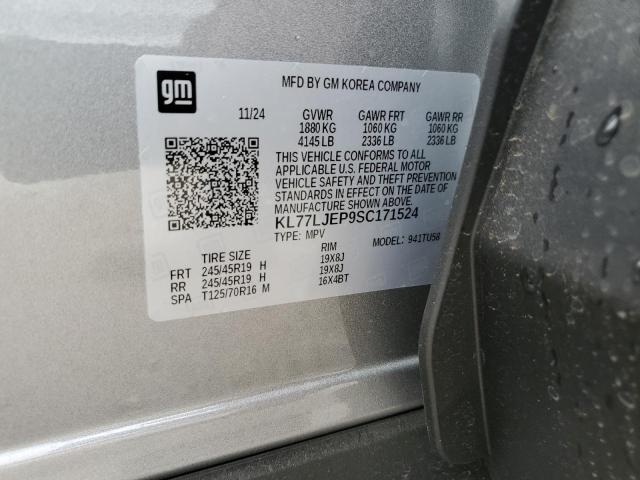 gm
MFD BY GM KOREA COMPANY
11/24 GVWR GAWR FRT GAWR RR
1880 KG 1060 KG 1060 KG
4145 LB 2336 LB 2336 LB
THIS VEHICLE CONFORMS TO ALL
APPLICABLE U.S. FEDERAL MOTOR
VEHICLE SAFETY AND THEFT PREVENTION
STANDARDS IN EFFECT ON THE DATE OF
MANUFACTURE SHOWN ABOVE.
KL77LJEP9SC171524
TYPE: MPV MODEL: 941TU58
TIRE SIZE RIM
FRT 245/45R19 H 19X8J
RR 245/45R19 H 19X8J
SPA T125/70R16 M 16X4BT